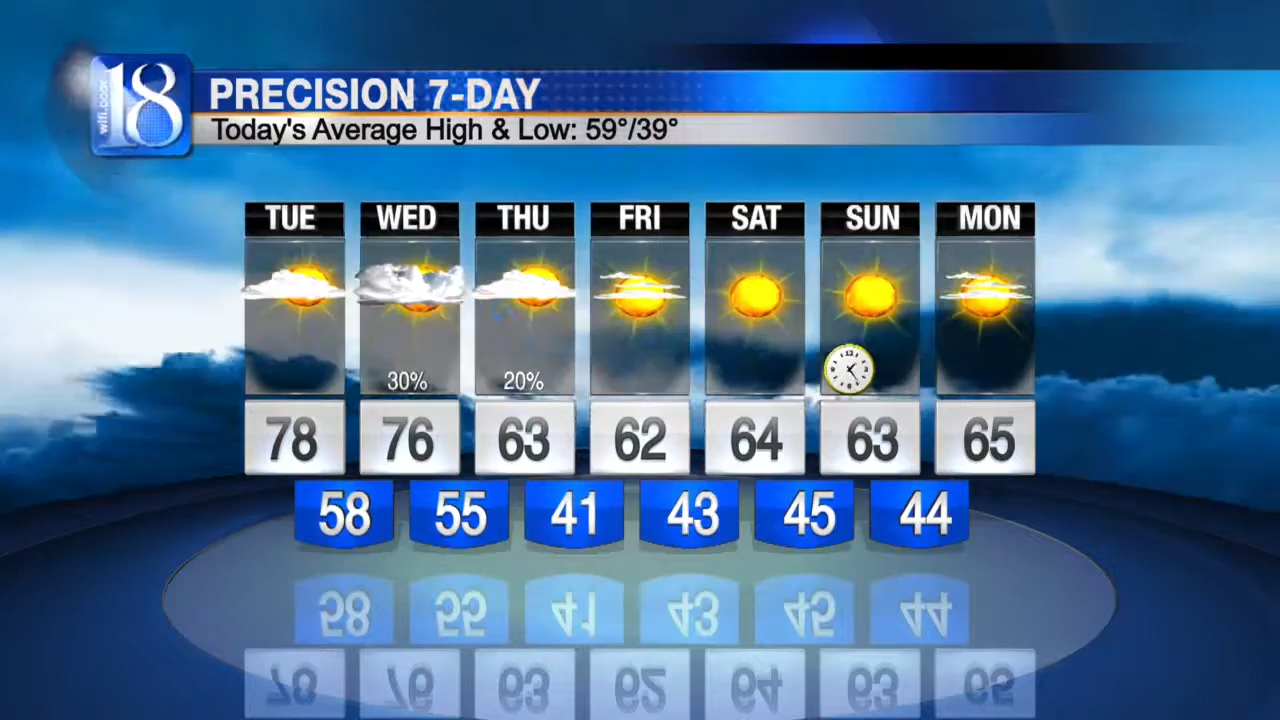 wlfi.com
18
PRECISION 7-DAY
Today's Average High & Low: 59°/39°
TUE WED THU FRI SAT SUN MON
30% 20%
78 76 63 62 64 63 65
58 55 41 43 45 44